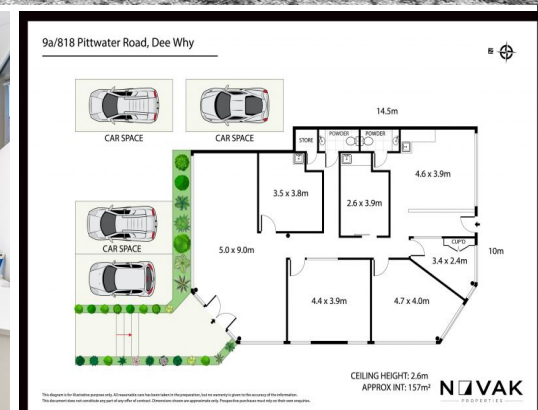 9a/818 Pittwater Road, Dee Why
14.5m
CAR SPACE
CAR SPACE
STORE
POWDER
POWDER
3.5 x 3.8m
2.6 x 3.9m
4.6 x 3.9m
CAR SPACE
5.0 x 9.0m
CUP'D
3.4 x 2.4m
10m
4.4 x 3.9m
4.7 x 4.0m
CEILING HEIGHT: 2.6m
APPROX INT: 157m²
NOVAK
PROPERTIES
This diagram is for illustrative purpose only. All reasonable care has been taken in the preparation, but no warranty is given to the accuracy of the information.
This document does not constitute any part of any offer of contract. Dimensions shown are approximate only. Prospective purchasers must rely on their own enquiries.